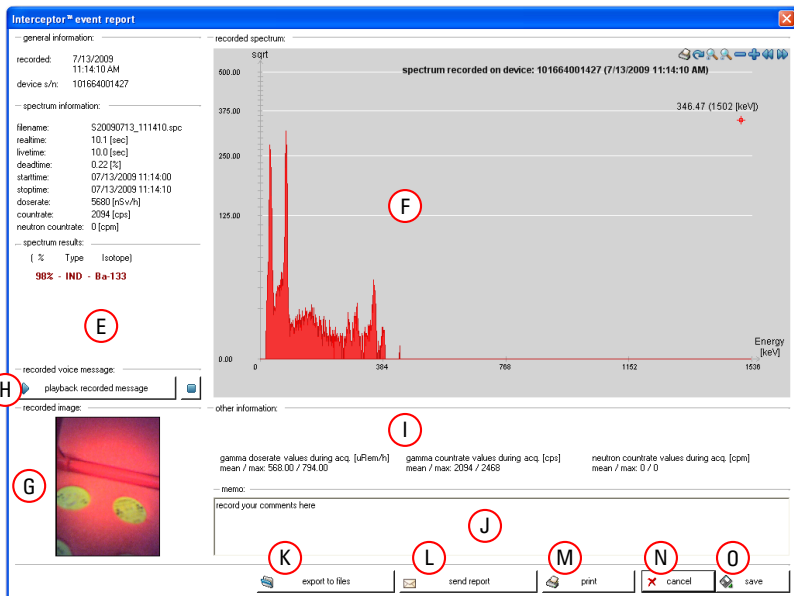 Interceptor™ event report
general information:
recorded: 7/13/2009
11:14:10 AM
device s/n: 101664001427
spectrum information:
filename: S20090713_111410.spc
realtime: 10.1 [sec]
livetime: 10.0 [sec]
deadtime: 0.22 [%]
starttime: 07/13/2009 11:14:00
stoptime: 07/13/2009 11:14:10
doserate: 5680 [nSv/h]
countrate: 2094 [cps]
neutron countrate: 0 [cpm]
spectrum results:
( % Type Isotope)
98% - IND - Ba-133
E
recorded voice message:
H
playback recorded message
recorded image:
G
recorded spectrum:
sqrt
spectrum recorded on device: 101664001427 (7/13/2009 11:14:10 AM)
500.00
346.47 (1502 [keV])
375.00
250.00
F
125.00
Energy
[keV]
0.00
0 384 768 1152 1536
other information:
I
gamma doserate values during acq. [uRem/h]
mean / max: 568.00 / 794.00
gamma countrate values during acq. [cps]
mean / max: 2094 / 2468
neutron countrate values during acq. [cpm]
mean / max: 0 / 0
memo:
record your comments here
J
K L M N O
export to files send report print cancel save